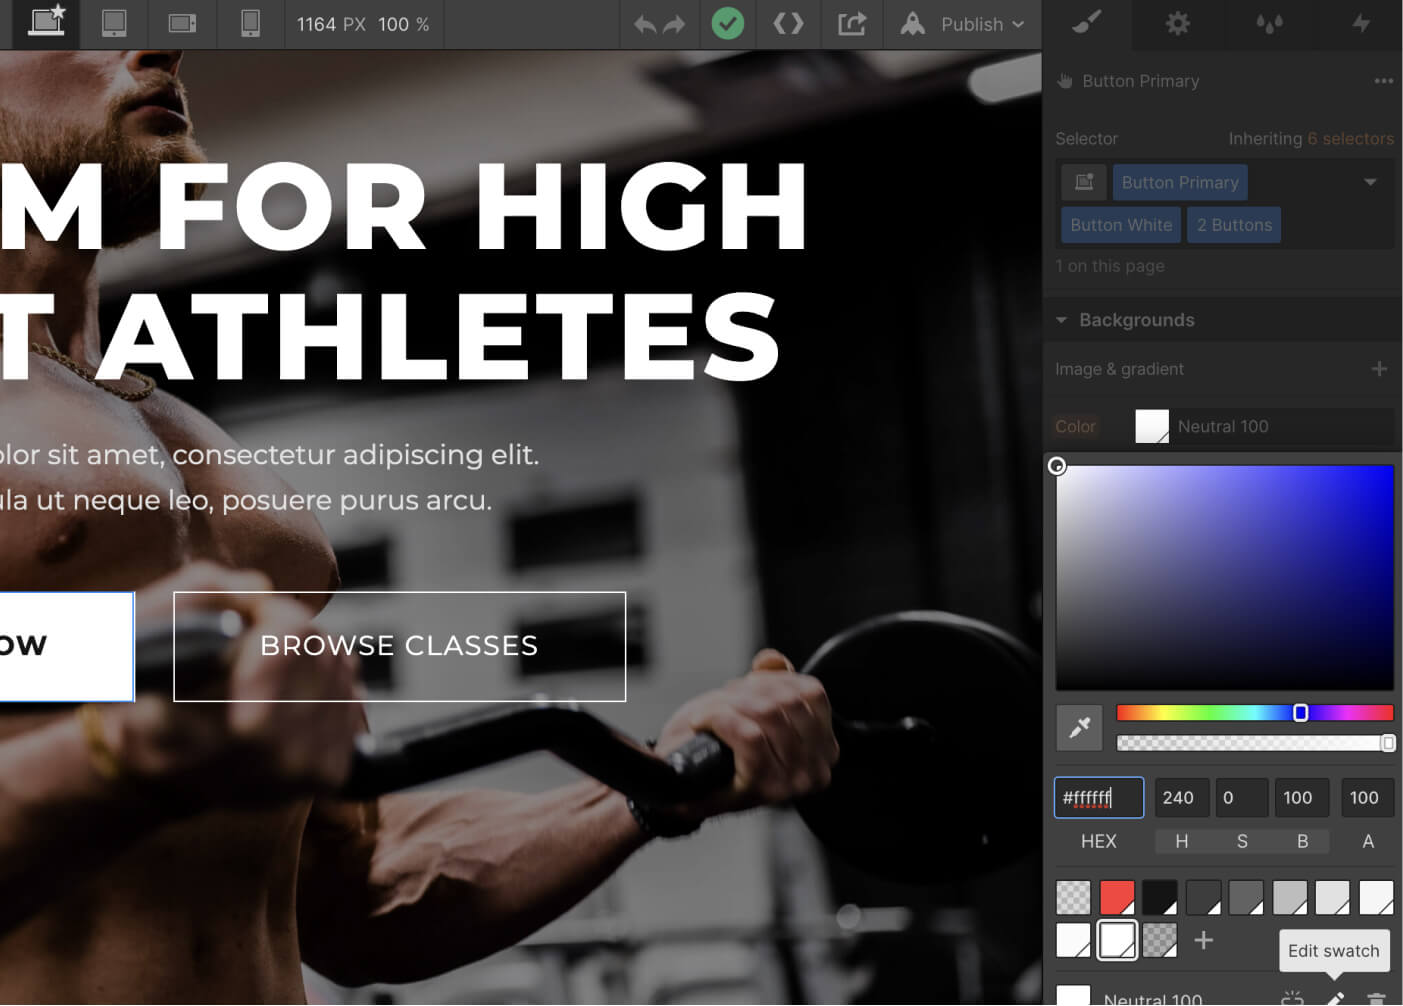 1164 PX 100 %
Publish
M FOR HIGH
T ATHLETES
olor sit amet, consectetur adipiscing elit.
ula ut neque leo, posuere purus arcu.
OW
BROWSE CLASSES
Button Primary
Selector Inheriting 6 selectors
Button Primary
Button White 2 Buttons
1 on this page
Backgrounds
Image & gradient
Color Neutral 100
#ffffff 240 0 100 100
HEX H S B A
Edit swatch
Neutral 100